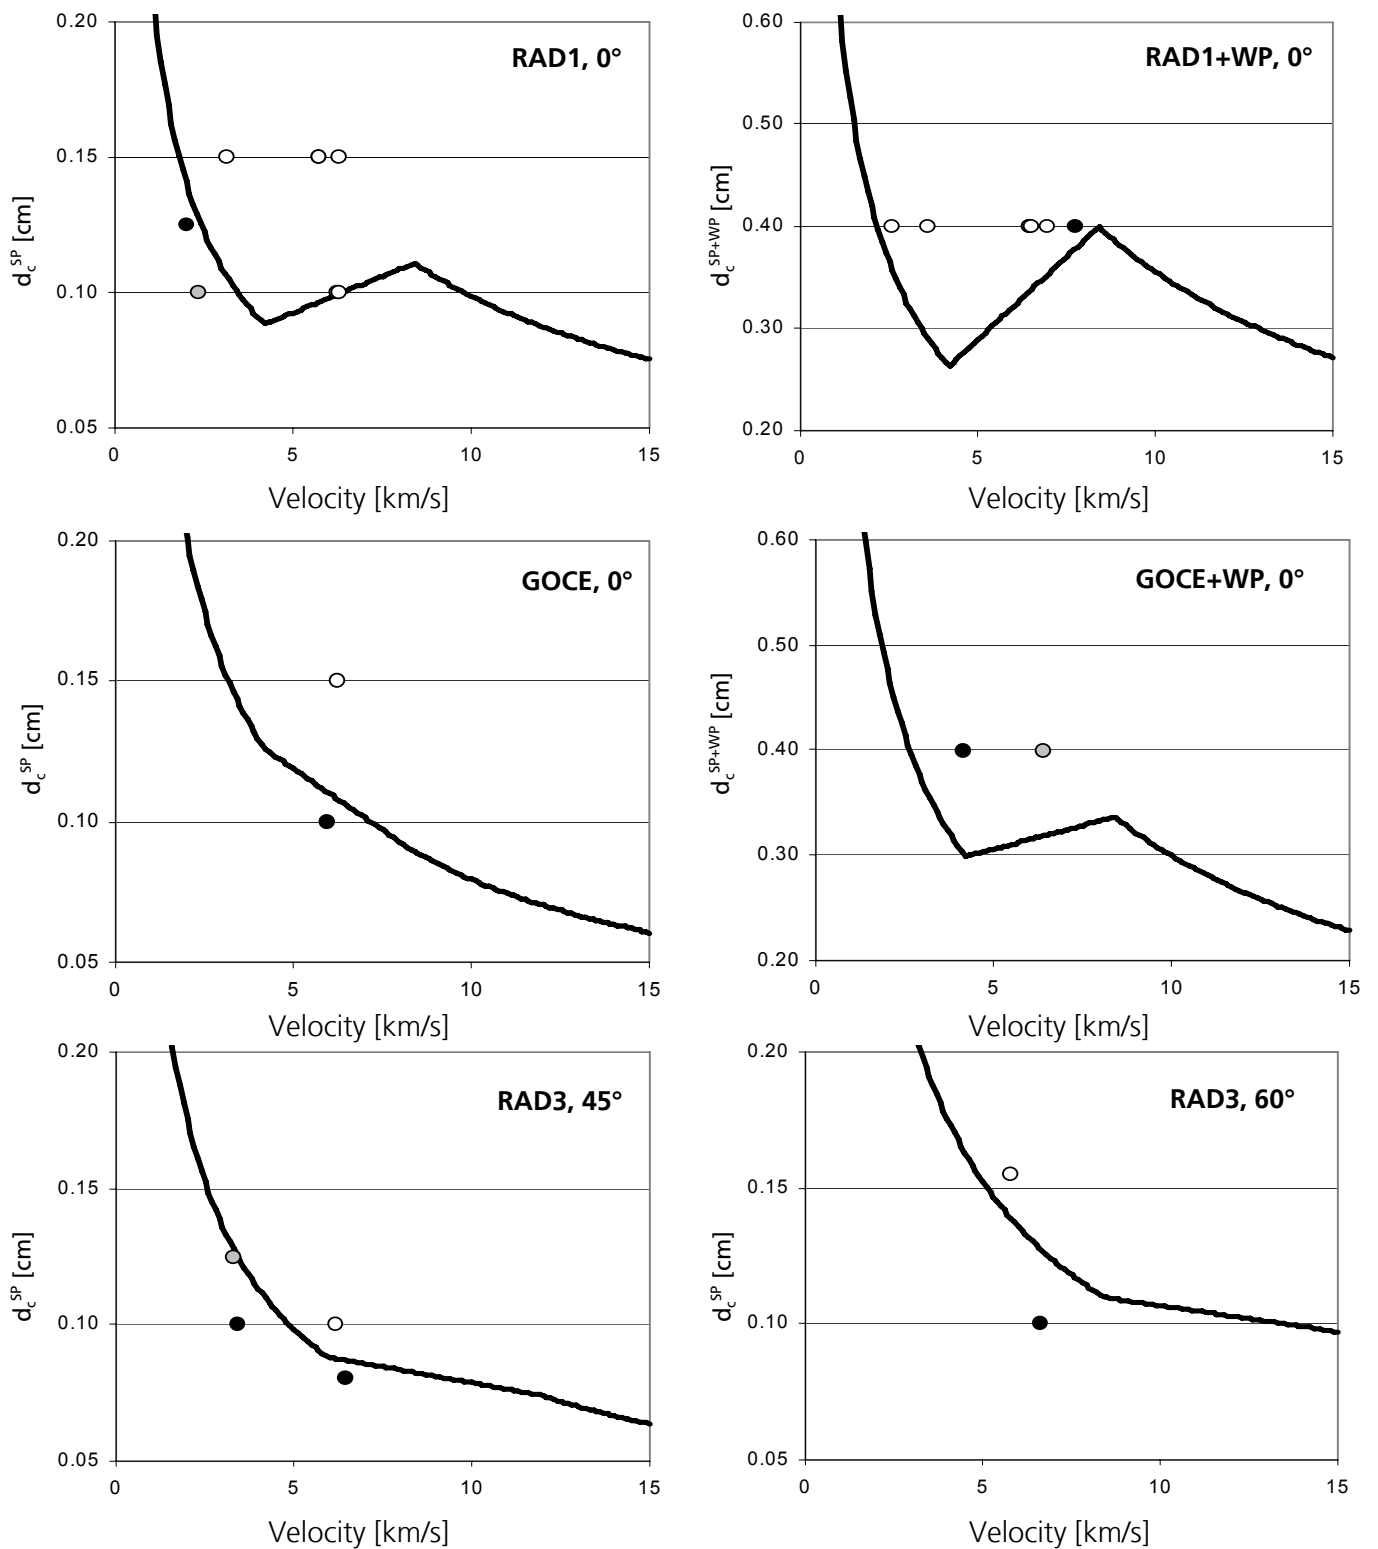 RAD1, 0°
0.20
0.15
0.10
0.05
d_c^SP [cm]
0 5 10 15
Velocity [km/s]
RAD1+WP, 0°
0.60
0.50
0.40
0.30
0.20
d_c^SP+WP [cm]
0 5 10 15
Velocity [km/s]
GOCE, 0°
0.20
0.15
0.10
0.05
d_c^SP [cm]
0 5 10 15
Velocity [km/s]
GOCE+WP, 0°
0.60
0.50
0.40
0.30
0.20
d_c^SP+WP [cm]
0 5 10 15
Velocity [km/s]
RAD3, 45°
0.20
0.15
0.10
0.05
d_c^SP [cm]
0 5 10 15
Velocity [km/s]
RAD3, 60°
0.20
0.15
0.10
0.05
d_c^SP [cm]
0 5 10 15
Velocity [km/s]